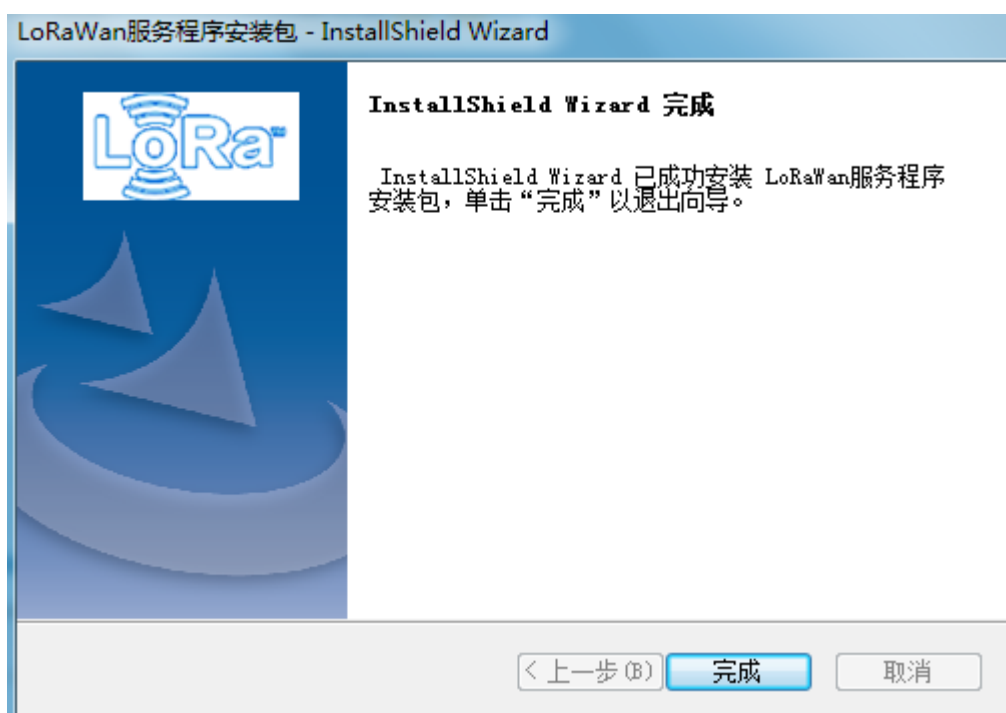 LoRaWan服务程序安装包 - InstallShield Wizard
LoRa™
InstallShield Wizard 完成
InstallShield Wizard 已成功安装 LoRaWan服务程序
安装包，单击“完成”以退出向导。
< 上一步(B) 完成 取消